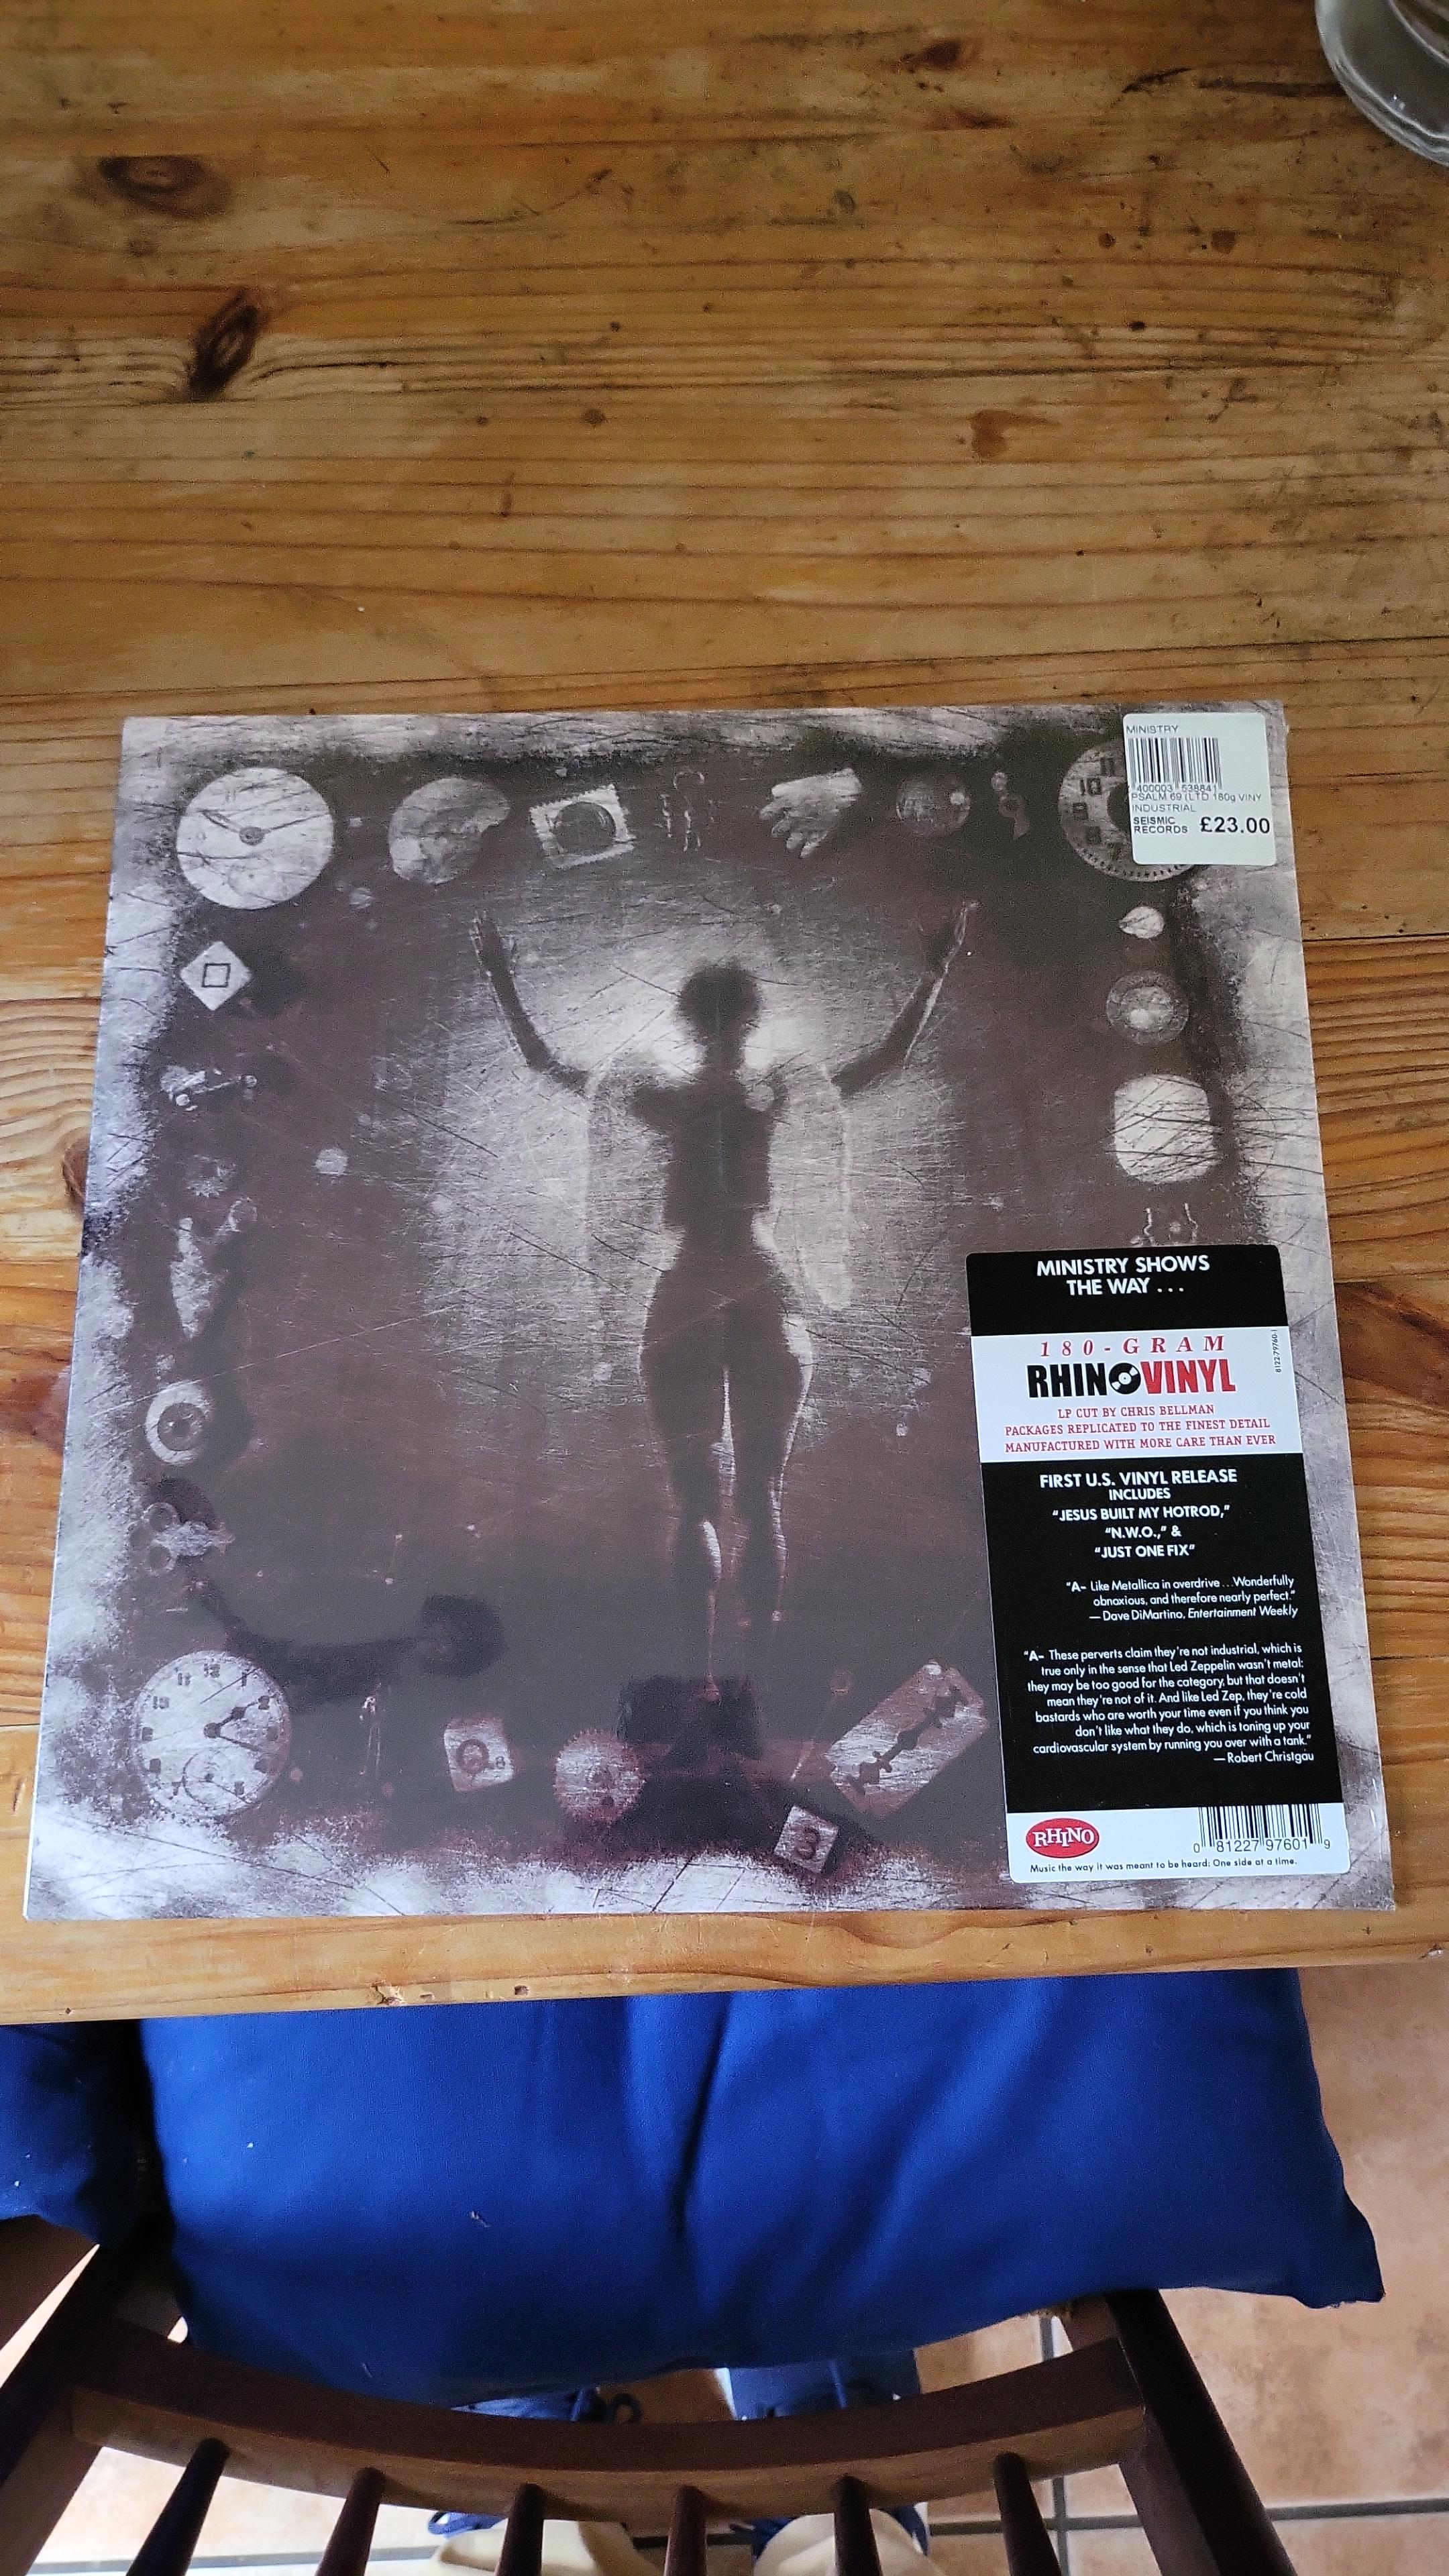 MINISTRY
400003 538841
PSALM 69 (LTD 180g VINY
INDUSTRIAL
SEISMIC
RECORDS £23.00
MINISTRY SHOWS
THE WAY . . .
180-GRAM
RHINOVINYL
8122-79760-1
LP CUT BY CHRIS BELLMAN
PACKAGES REPLICATED TO THE FINEST DETAIL
MANUFACTURED WITH MORE CARE THAN EVER
FIRST U.S. VINYL RELEASE
INCLUDES
“JESUS BUILT MY HOTROD,”
“N.W.O.,” &
“JUST ONE FIX”
“A– Like Metallica in overdrive . . . Wonderfully
obnoxious, and therefore nearly perfect.”
— Dave DiMartino, Entertainment Weekly
“A– These perverts claim they're not industrial, which is
true only in the sense that Led Zeppelin wasn't metal:
they may be too good for the category, but that doesn't
mean they're not of it. And like Led Zep, they're cold
bastards who are worth your time even if you think you
don't like what they do, which is toning up your
cardiovascular system by running you over with a tank.”
— Robert Christgau
RHINO
0 81227 97601 9
Music the way it was meant to be heard: One side at a time.
Q8
3